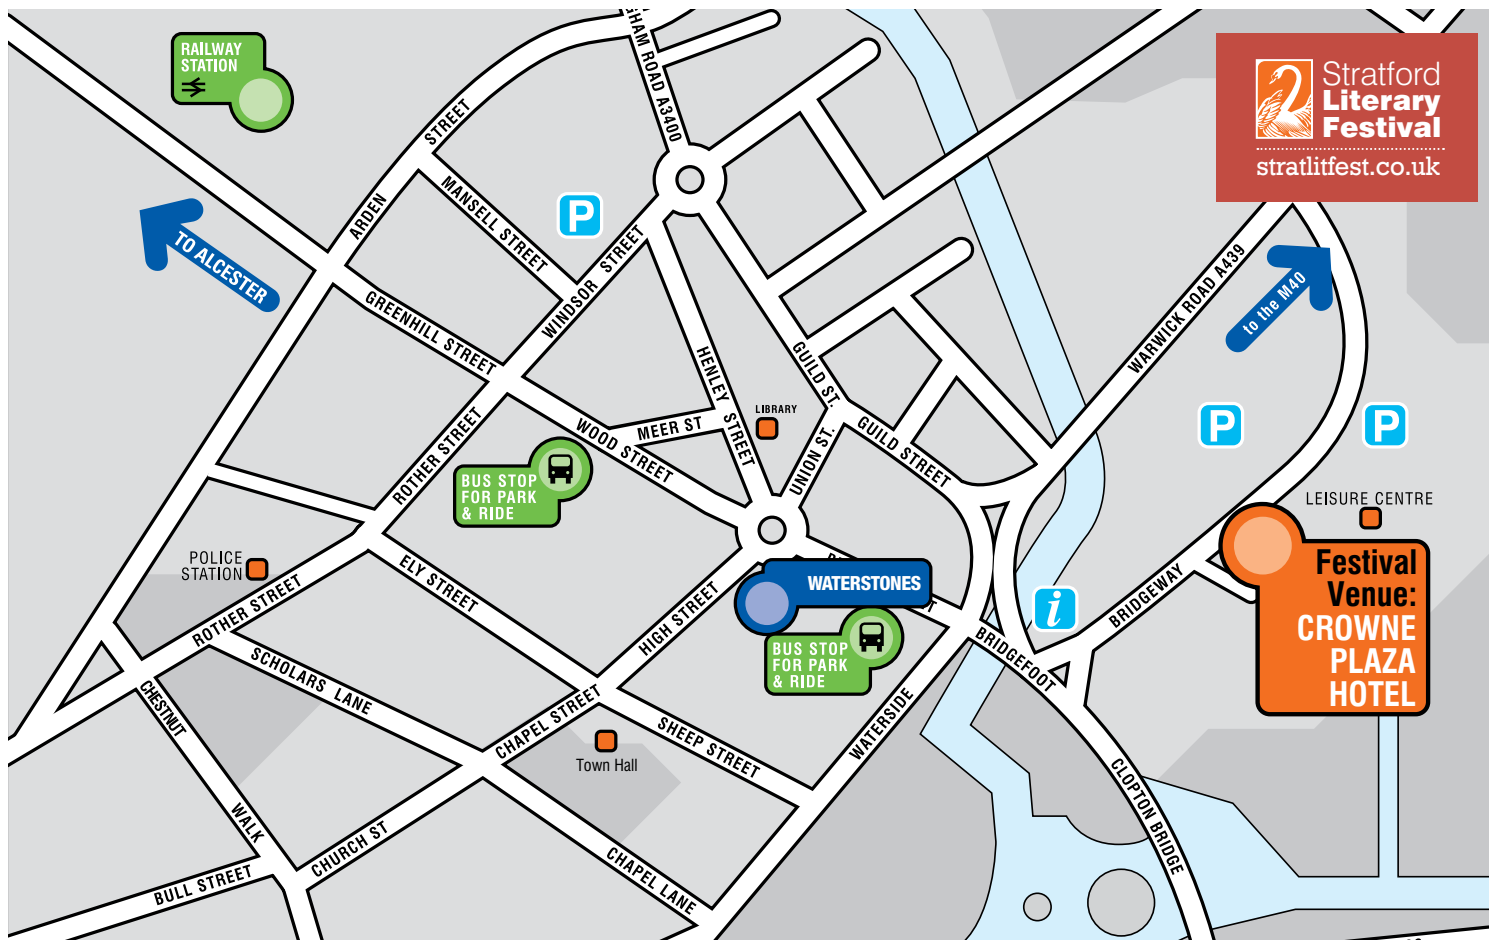 RAILWAY
STATION
GHAM ROAD A3400
Stratford
Literary
Festival
stratlitfest.co.uk
ARDEN
STREET
MANSELL STREET
P
TO ALCESTER
WINDSOR STREET
GREENHILL STREET
WARWICK ROAD A439
to the M40
HENLEY STREET
GUILD ST.
LIBRARY
MEER ST
WOOD STREET
ROTHER STREET
UNION ST.
GUILD STREET
P
P
BUS STOP
FOR PARK
& RIDE
LEISURE CENTRE
POLICE
STATION
ROTHER STREET
ELY STREET
WATERSTONES
HIGH STREET
BUS STOP
FOR PARK
& RIDE
i
BRIDGEWAY
BRIDGEFOOT
Festival
Venue:
CROWNE
PLAZA
HOTEL
SCHOLARS LANE
CHESTNUT
WALK
CHAPEL STREET
SHEEP STREET
WATERSIDE
Town Hall
CLOPTON BRIDGE
CHURCH ST
CHAPEL LANE
BULL STREET